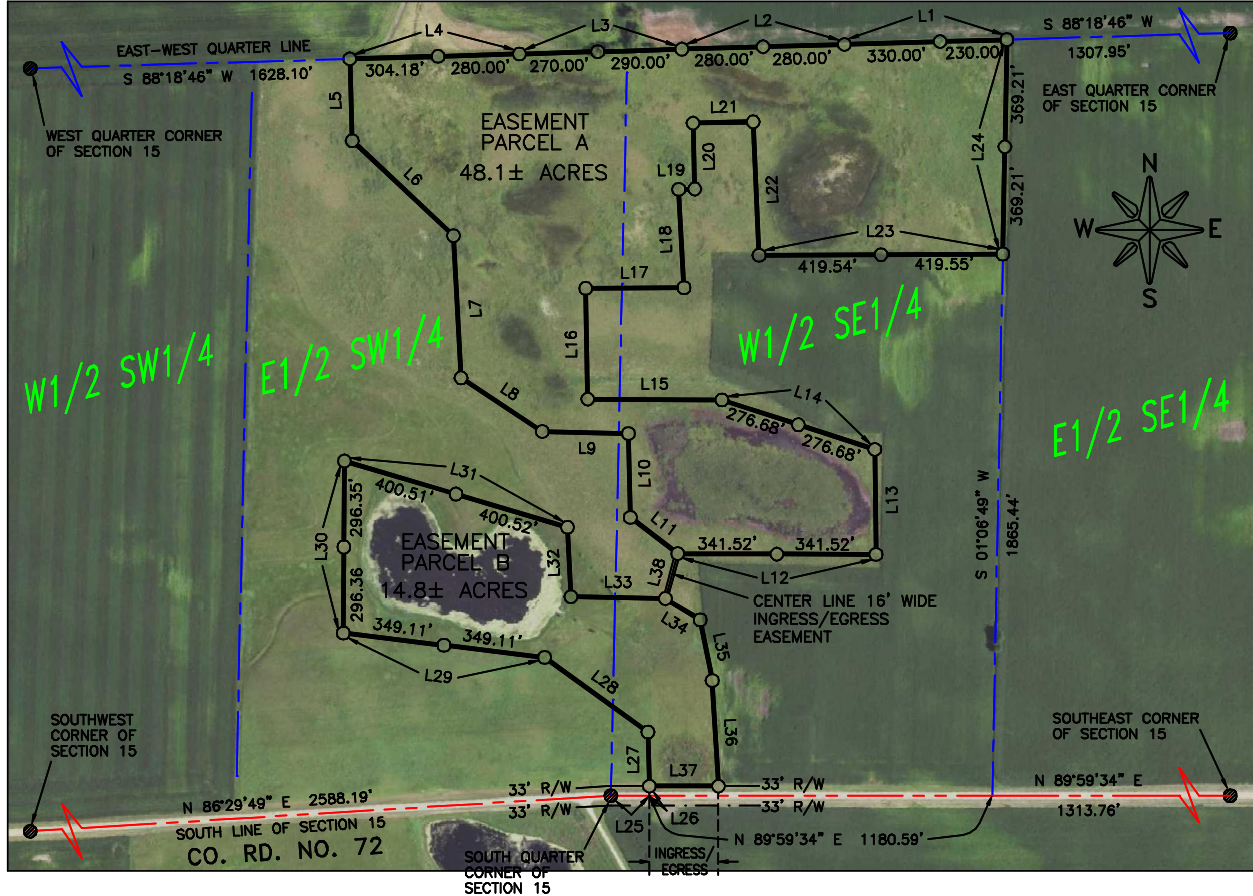 L4
L3
L2
L1
S 88°18'46" W
1307.95'
EAST-WEST QUARTER LINE
S 88°18'46" W 1628.10'
304.18'
280.00'
270.00'
290.00'
280.00'
280.00'
330.00'
230.00'
WEST QUARTER CORNER
OF SECTION 15
EAST QUARTER CORNER
OF SECTION 15
L5
EASEMENT
PARCEL A
48.1± ACRES
L21
L20
L19
L22
L24
369.21'
369.21'
L6
L18
L23
419.54'
419.55'
N
W
E
S
L7
L17
L16
W1/2 SW1/4
E1/2 SW1/4
W1/2 SE1/4
E1/2 SE1/4
L8
L15
L14
276.68'
276.68'
L9
L10
L13
L11
341.52'
341.52'
L12
L31
400.51'
400.52'
L30
296.35'
296.36
EASEMENT
PARCEL B
14.8± ACRES
L32
L33
L38
CENTER LINE 16' WIDE
INGRESS/EGRESS
EASEMENT
S 01°06'49" W
1865.44'
349.11'
349.11'
L29
L28
L34
L35
L36
L27
L37
SOUTHWEST
CORNER OF
SECTION 15
SOUTHEAST CORNER
OF SECTION 15
N 86°29'49" E 2588.19'
SOUTH LINE OF SECTION 15
CO. RD. NO. 72
33' R/W
33' R/W
33' R/W
33' R/W
N 89°59'34" E
1313.76'
L25
L26
N 89°59'34" E 1180.59'
SOUTH QUARTER
CORNER OF
SECTION 15
INGRESS/
EGRESS